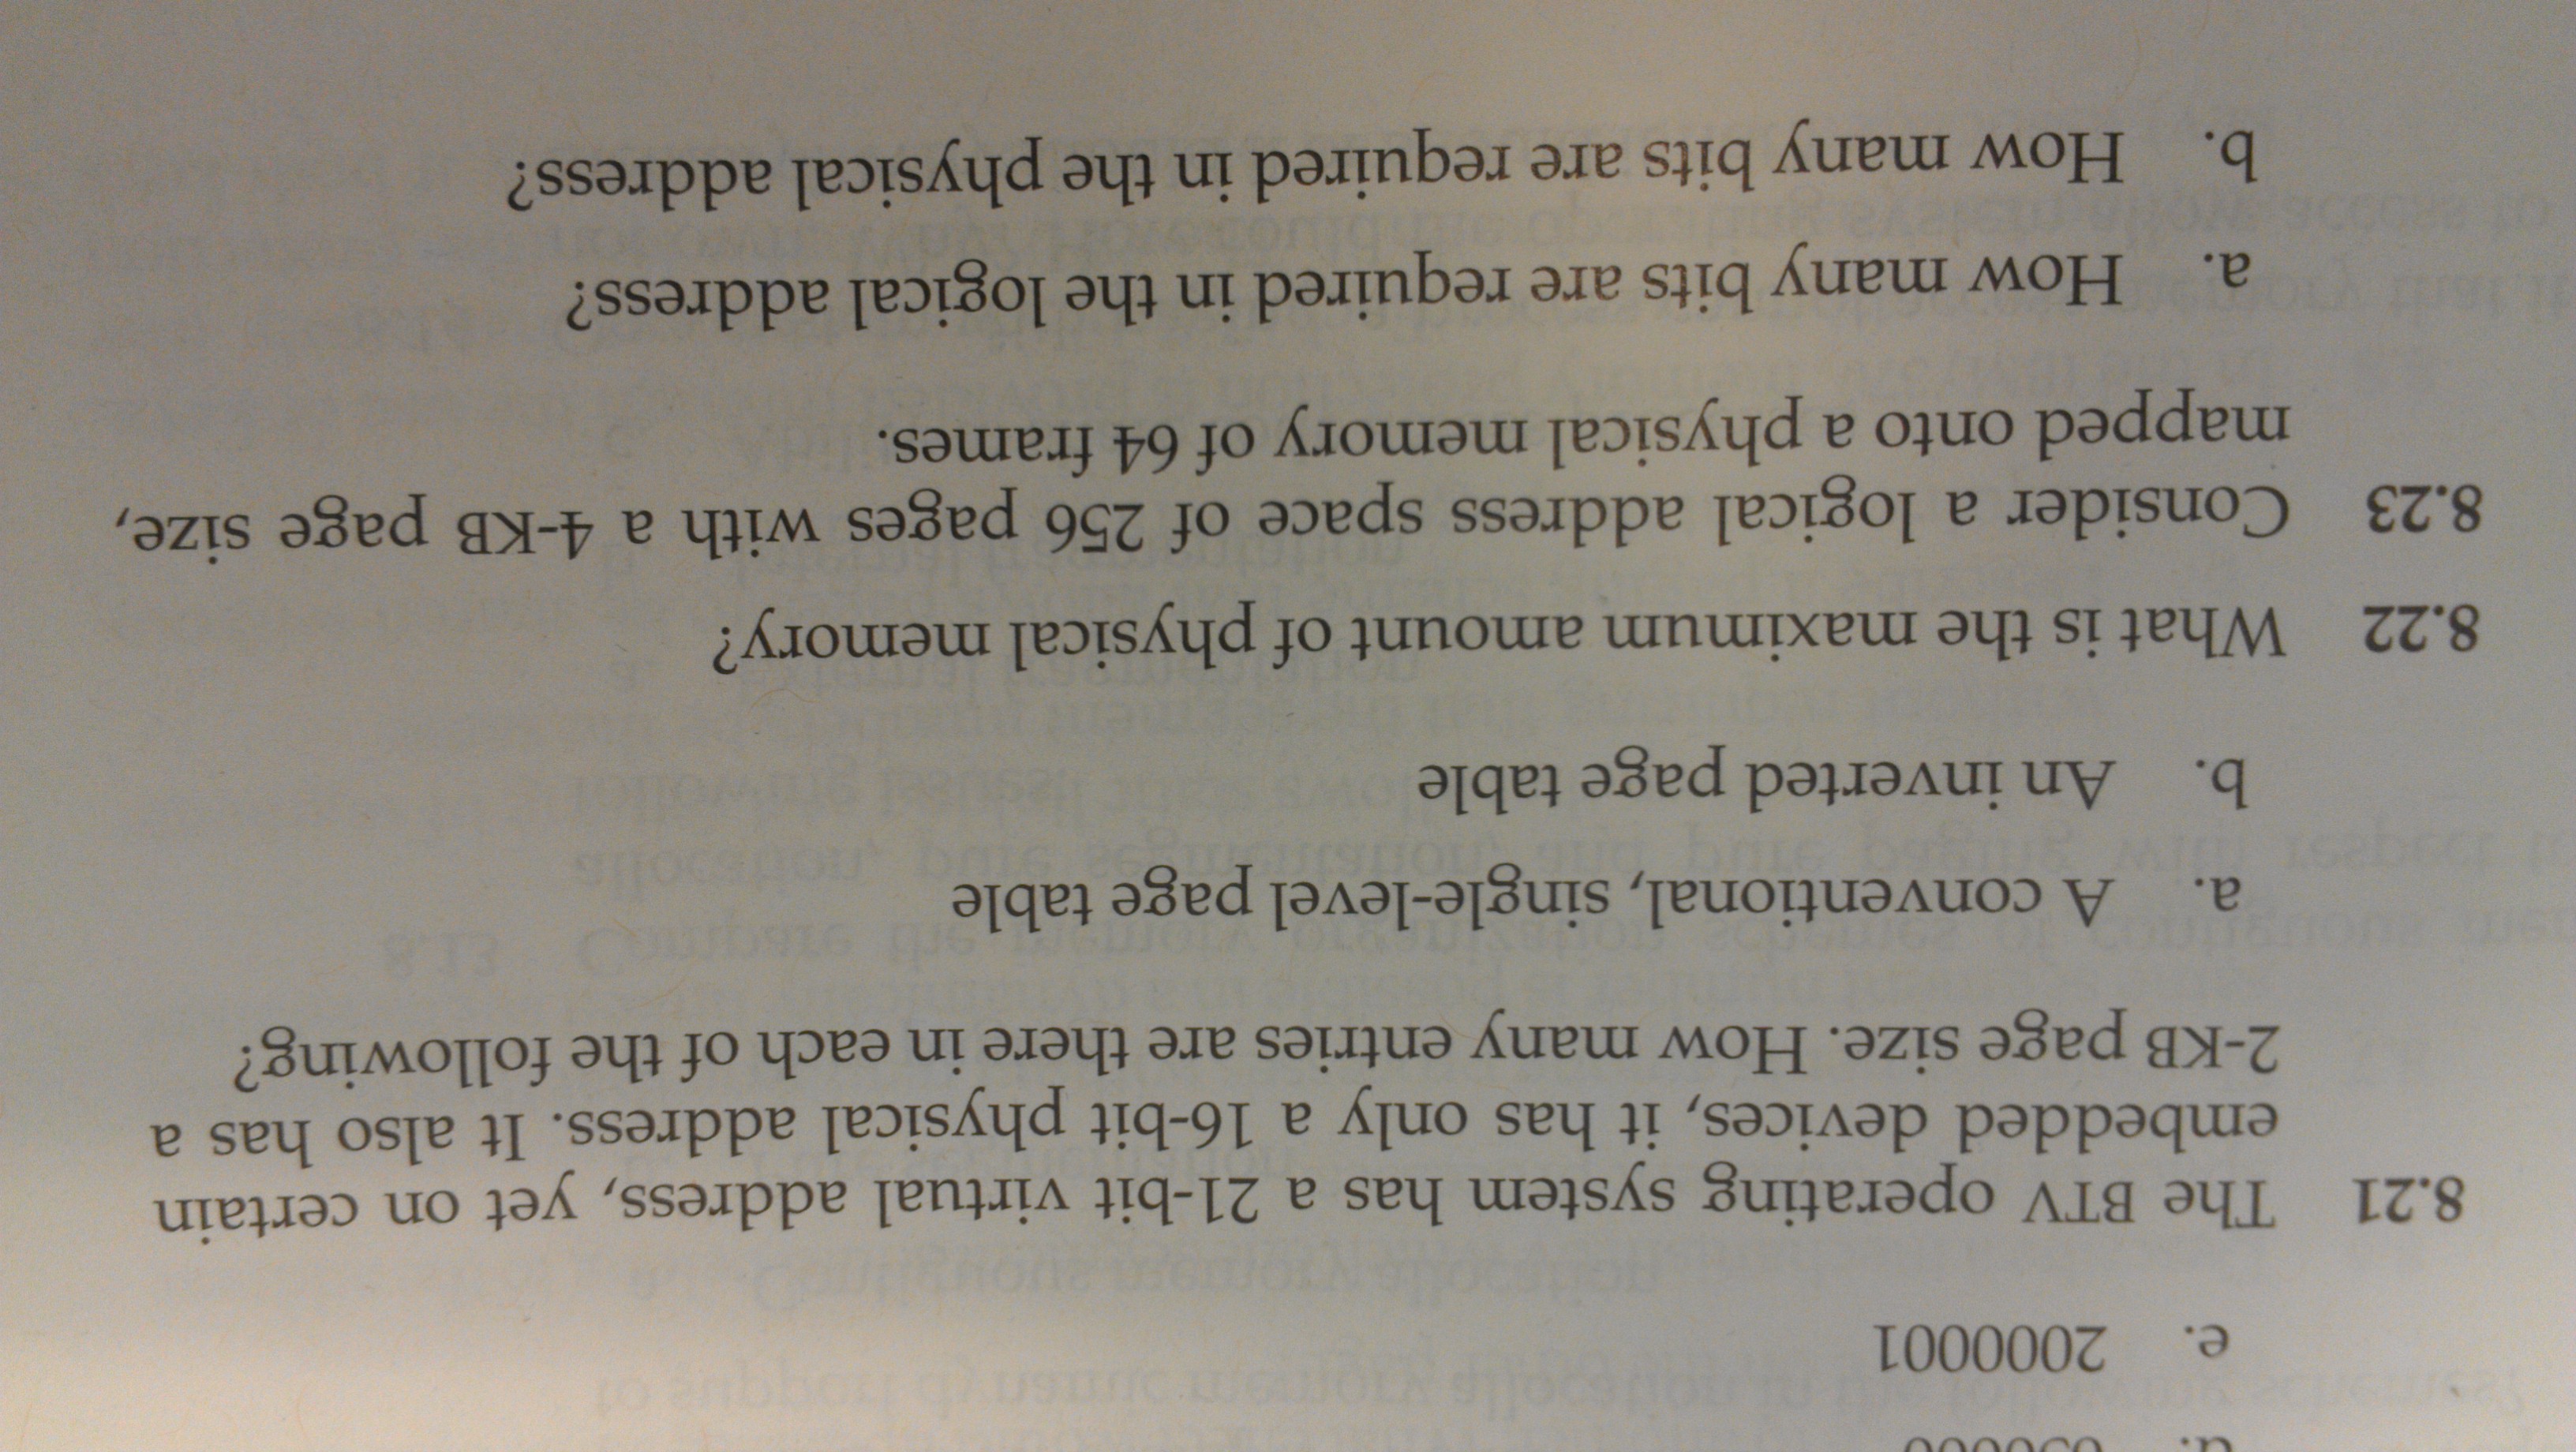 e. 2000001
8.21 The BTV operating system has a 21-bit virtual address, yet on certain
embedded devices, it has only a 16-bit physical address. It also has a
2-KB page size. How many entries are there in each of the following?
a. A conventional, single-level page table
b. An inverted page table
8.22 What is the maximum amount of physical memory?
8.23 Consider a logical address space of 256 pages with a 4-KB page size,
mapped onto a physical memory of 64 frames.
a. How many bits are required in the logical address?
b. How many bits are required in the physical address?